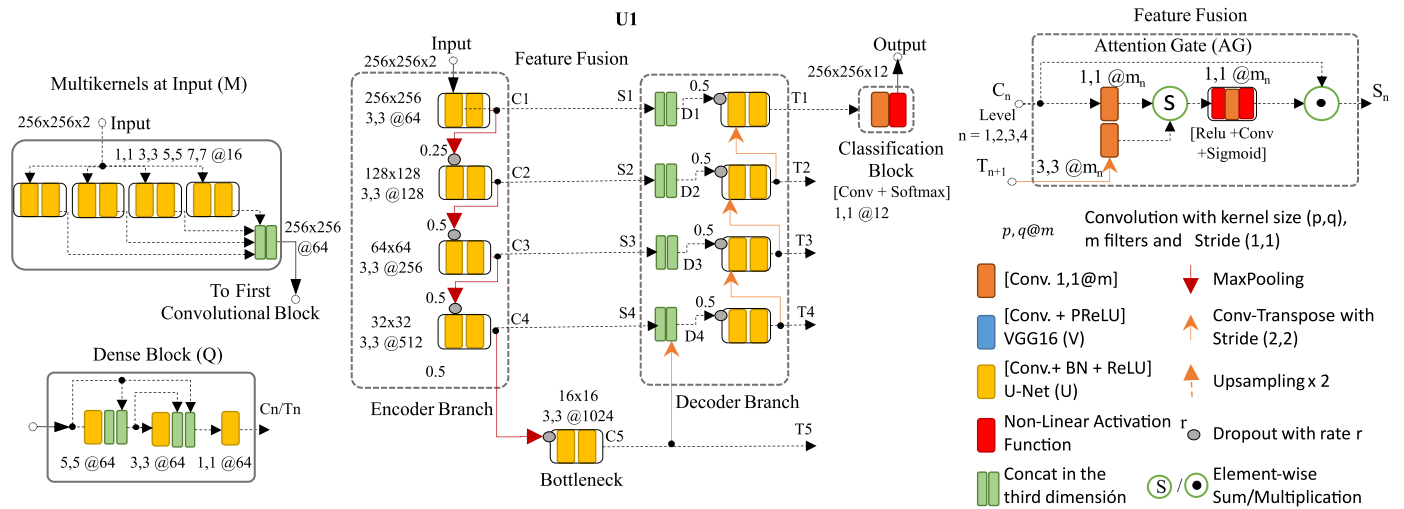 U1
Multikernels at Input (M)
256x256x2
Input
1,1 3,3 5,5 7,7 @16
256x256
@64
To First
Convolutional Block
Dense Block (Q)
Cn/Tn
5,5 @64
3,3 @64
1,1 @64
Input
256x256x2
Feature Fusion
256x256
3,3 @64
C1
S1
D1
0.5
T1
0.25
128x128
3,3 @128
C2
S2
D2
0.5
T2
0.5
64x64
3,3 @256
C3
S3
D3
0.5
T3
0.5
32x32
3,3 @512
C4
S4
D4
0.5
T4
0.5
Encoder Branch
Decoder Branch
16x16
3,3 @1024
C5
T5
Bottleneck
Output
256x256x12
Classification
Block
[Conv + Softmax]
1,1 @12
Feature Fusion
Attention Gate (AG)
1,1 @mn
1,1 @mn
Cn
Level
n = 1,2,3,4
S
Sn
[Relu +Conv
+Sigmoid]
Tn+1
3,3 @mn
p,q@m
Convolution with kernel size (p,q),
m filters and Stride (1,1)
[Conv. 1,1@m]
MaxPooling
[Conv. + PReLU]
VGG16 (V)
Conv-Transpose with
Stride (2,2)
[Conv.+ BN + ReLU]
U-Net (U)
Upsampling x 2
Non-Linear Activation
Function
r
Dropout with rate r
Concat in the
third dimensión
S /
Element-wise
Sum/Multiplication